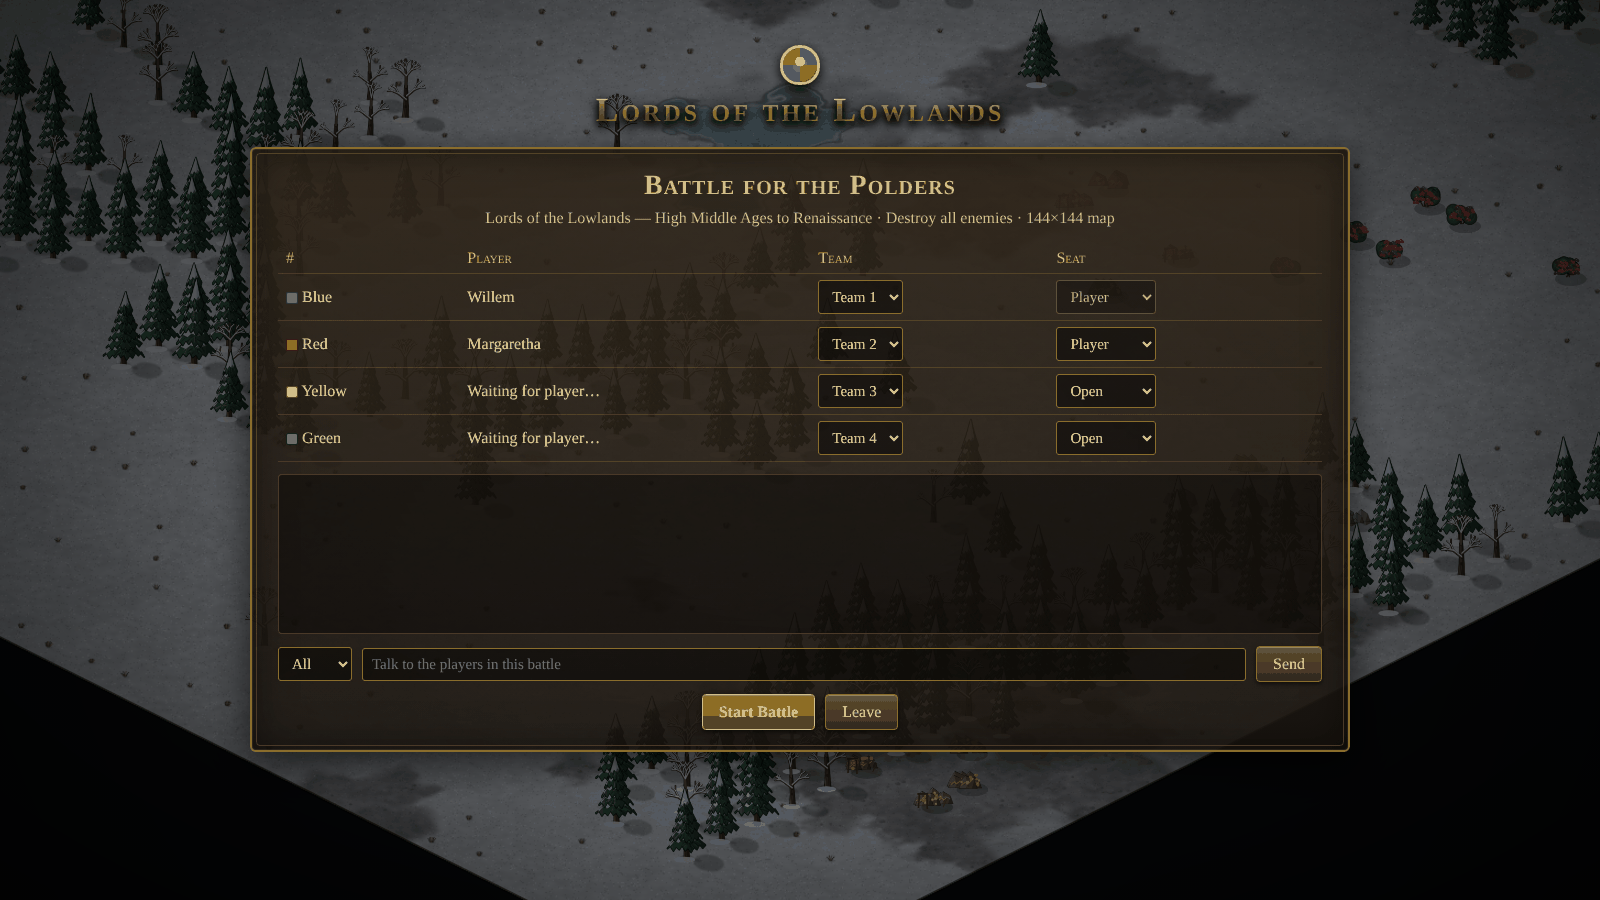 Lords of the Lowlands
Battle for the Polders
Lords of the Lowlands — High Middle Ages to Renaissance · Destroy all enemies · 144×144 map
# Player Team Seat
Blue Willem Team 1 Player
Red Margaretha Team 2 Player
Yellow Waiting for player… Team 3 Open
Green Waiting for player… Team 4 Open
All Talk to the players in this battle Send
Start Battle Leave